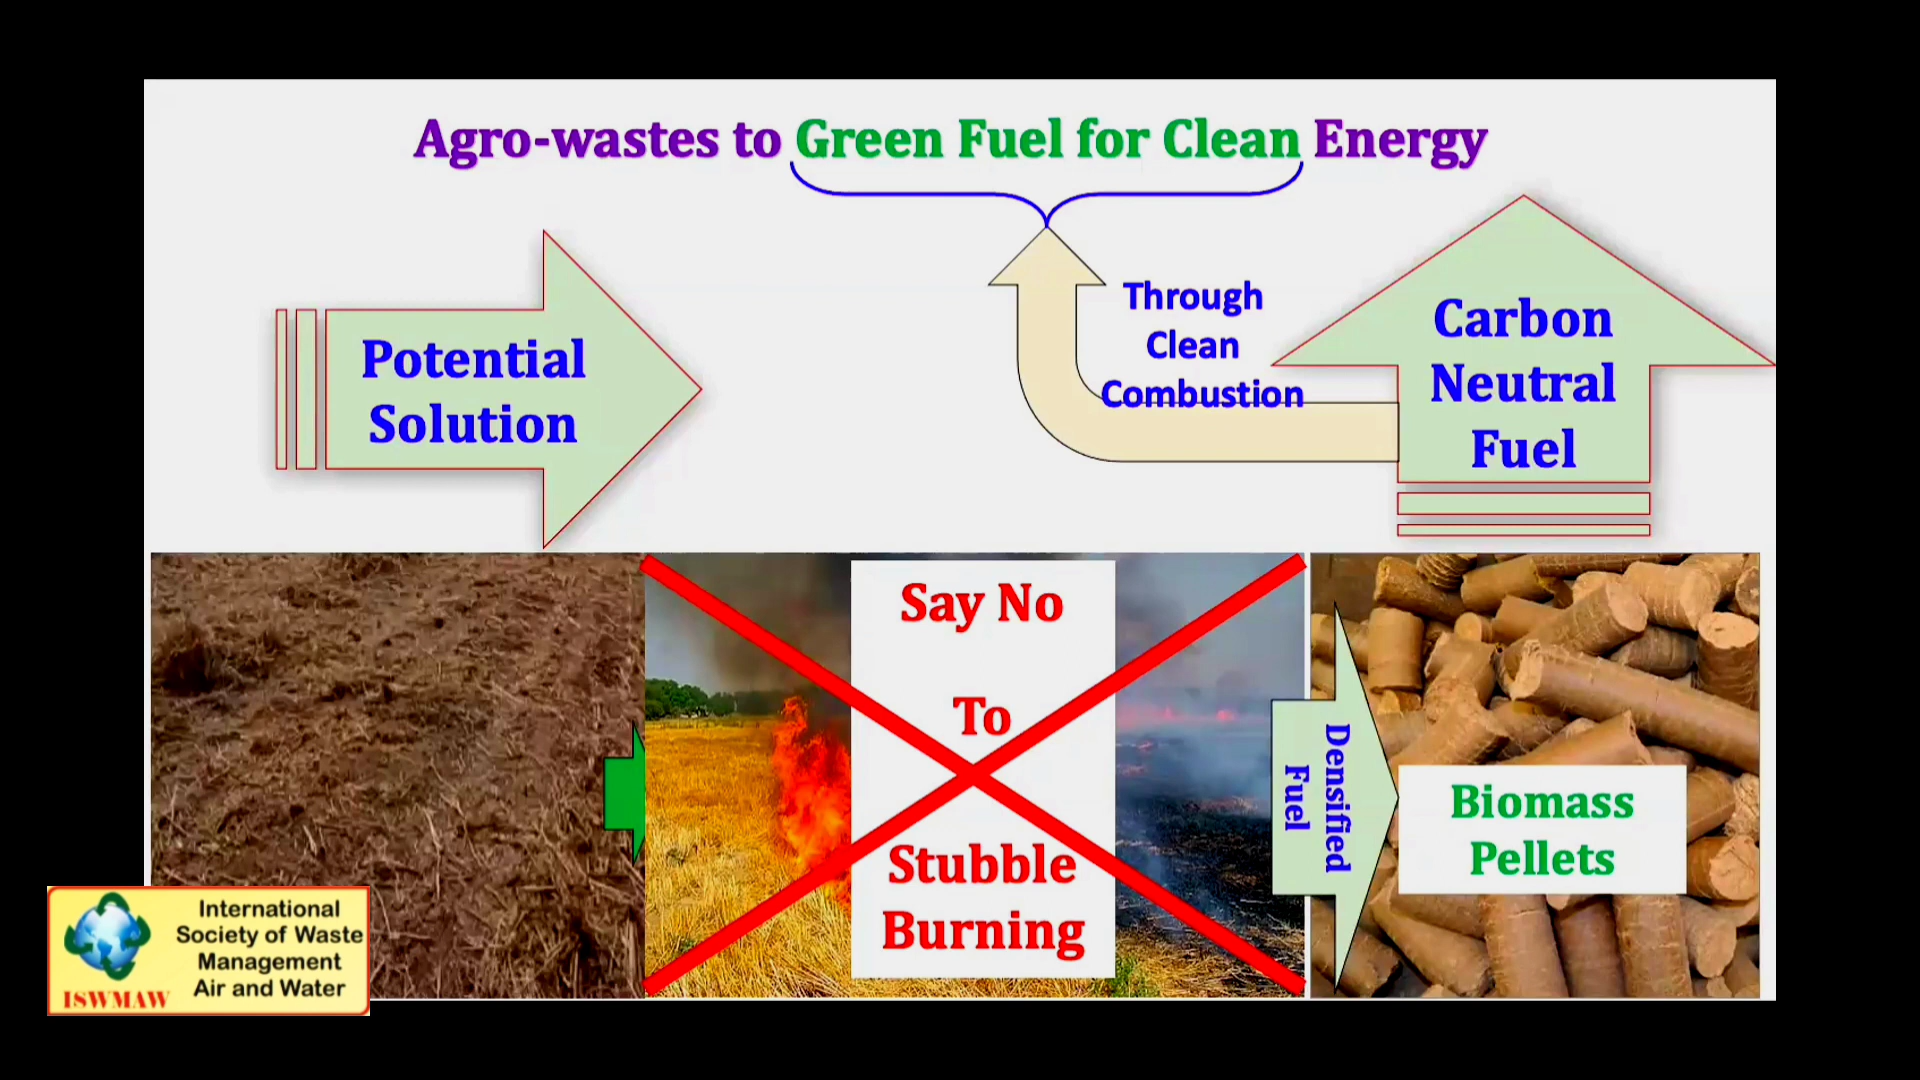 Agro-wastes to Green Fuel for Clean Energy
Potential
Solution
Through
Clean
Combustion
Carbon
Neutral
Fuel
Say No
To
Stubble
Burning
Densified
Fuel
Biomass
Pellets
International
Society of Waste
Management
Air and Water
ISWMAW